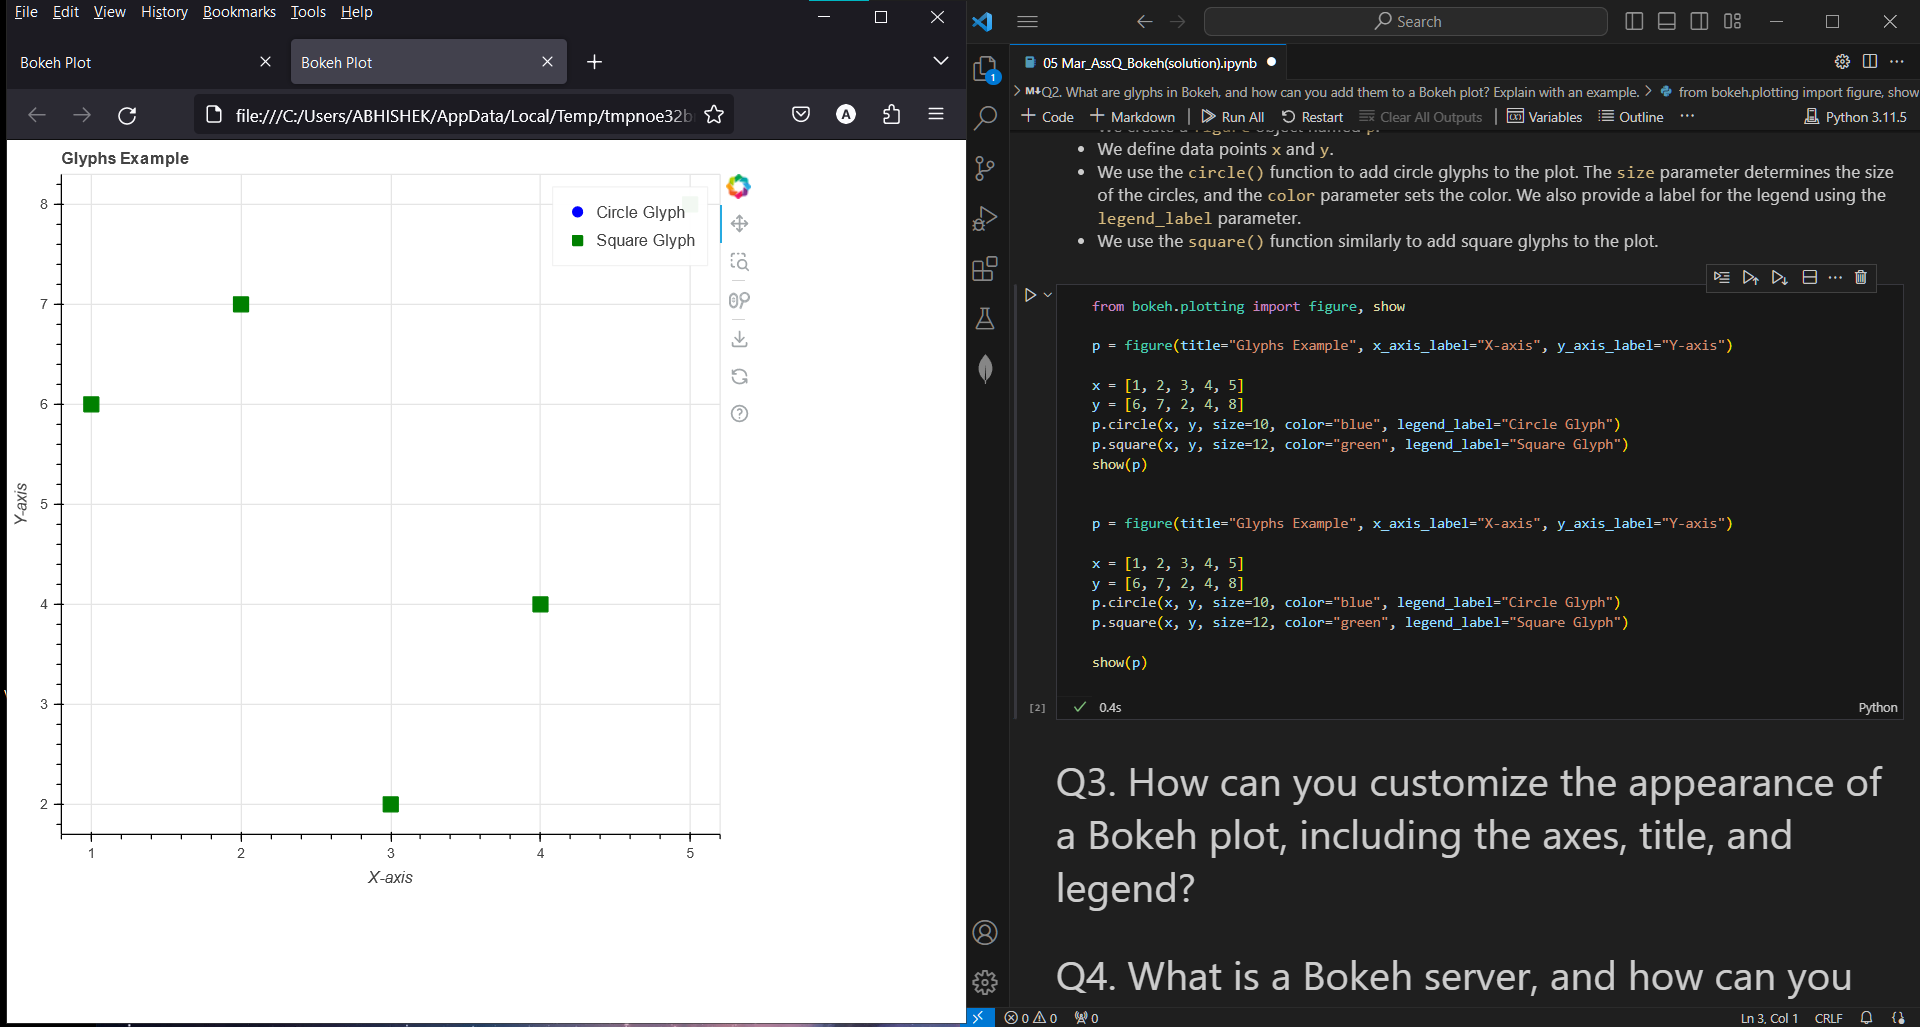 File Edit View History Bookmarks Tools Help
Bokeh Plot
Bokeh Plot
file:///C:/Users/ABHISHEK/AppData/Local/Temp/tmpnoe32b
A
Glyphs Example
Circle Glyph
Square Glyph
8
7
6
5
4
3
2
Y-axis
1 2 3 4 5
X-axis
Search
1
05 Mar_AssQ_Bokeh(solution).ipynb
M↓Q2. What are glyphs in Bokeh, and how can you add them to a Bokeh plot? Explain with an example. > from bokeh.plotting import figure, show
+ Code + Markdown Run All Restart Clear All Outputs Variables Outline ··· Python 3.11.5
We create a figure object named p.
• We define data points x and y.
• We use the circle() function to add circle glyphs to the plot. The size parameter determines the size
of the circles, and the color parameter sets the color. We also provide a label for the legend using the
legend_label parameter.
• We use the square() function similarly to add square glyphs to the plot.
from bokeh.plotting import figure, show
p = figure(title="Glyphs Example", x_axis_label="X-axis", y_axis_label="Y-axis")
x = [1, 2, 3, 4, 5]
y = [6, 7, 2, 4, 8]
p.circle(x, y, size=10, color="blue", legend_label="Circle Glyph")
p.square(x, y, size=12, color="green", legend_label="Square Glyph")
show(p)
p = figure(title="Glyphs Example", x_axis_label="X-axis", y_axis_label="Y-axis")
x = [1, 2, 3, 4, 5]
y = [6, 7, 2, 4, 8]
p.circle(x, y, size=10, color="blue", legend_label="Circle Glyph")
p.square(x, y, size=12, color="green", legend_label="Square Glyph")
show(p)
[2] ✓ 0.4s Python
Q3. How can you customize the appearance of
a Bokeh plot, including the axes, title, and
legend?
Q4. What is a Bokeh server, and how can you
0 0 0 Ln 3, Col 1 CRLF